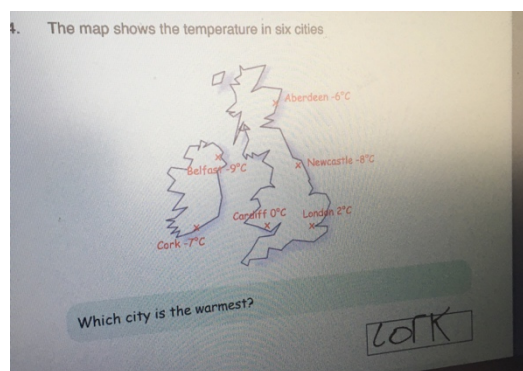 4. The map shows the temperature in six cities
Aberdeen -6°C
Belfast -9°C
Newcastle -8°C
Cardiff 0°C
London 2°C
Cork -7°C
Which city is the warmest?
Cork